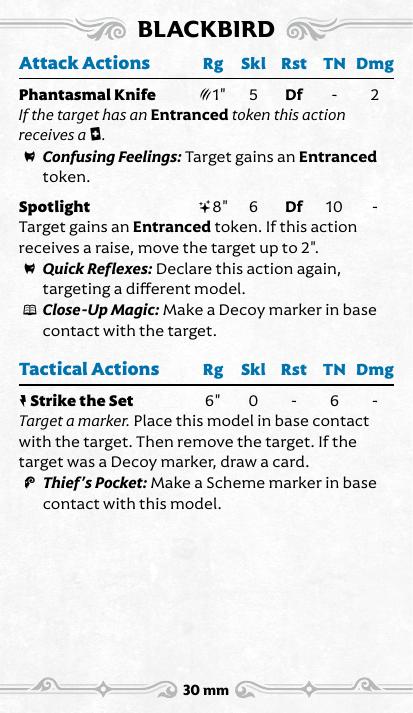 BLACKBIRD
Attack Actions Rg Skl Rst TN Dmg
Phantasmal Knife 1" 5 Df - 2
If the target has an Entranced token this action
receives a .
Confusing Feelings: Target gains an Entranced
token.
Spotlight 8" 6 Df 10 -
Target gains an Entranced token. If this action
receives a raise, move the target up to 2".
Quick Reflexes: Declare this action again,
targeting a different model.
Close-Up Magic: Make a Decoy marker in base
contact with the target.
Tactical Actions Rg Skl Rst TN Dmg
Strike the Set 6" 0 - 6 -
Target a marker. Place this model in base contact
with the target. Then remove the target. If the
target was a Decoy marker, draw a card.
Thief's Pocket: Make a Scheme marker in base
contact with this model.
30 mm